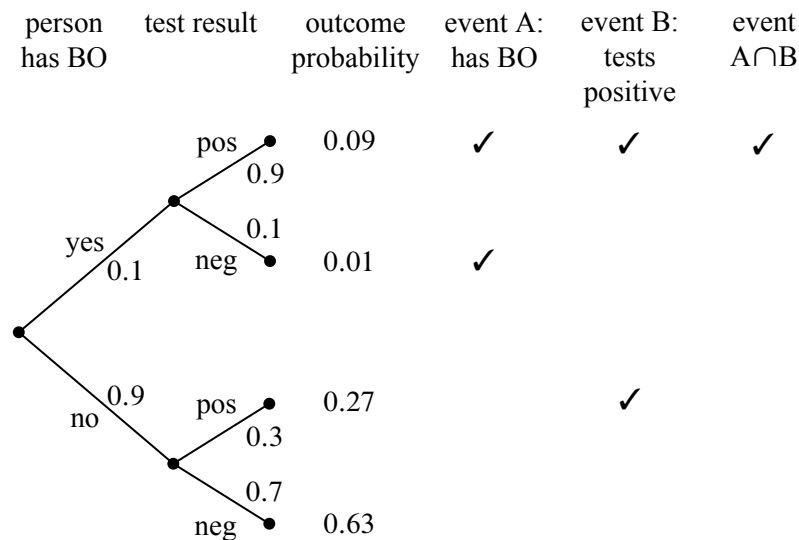 person has BO
test result
outcome probability
event A: has BO
event B: tests positive
event A∩B
pos
0.9
0.09
✓
✓
✓
yes
0.1
0.1
neg
0.01
✓
0.9
no
pos
0.3
0.27
✓
0.7
neg
0.63